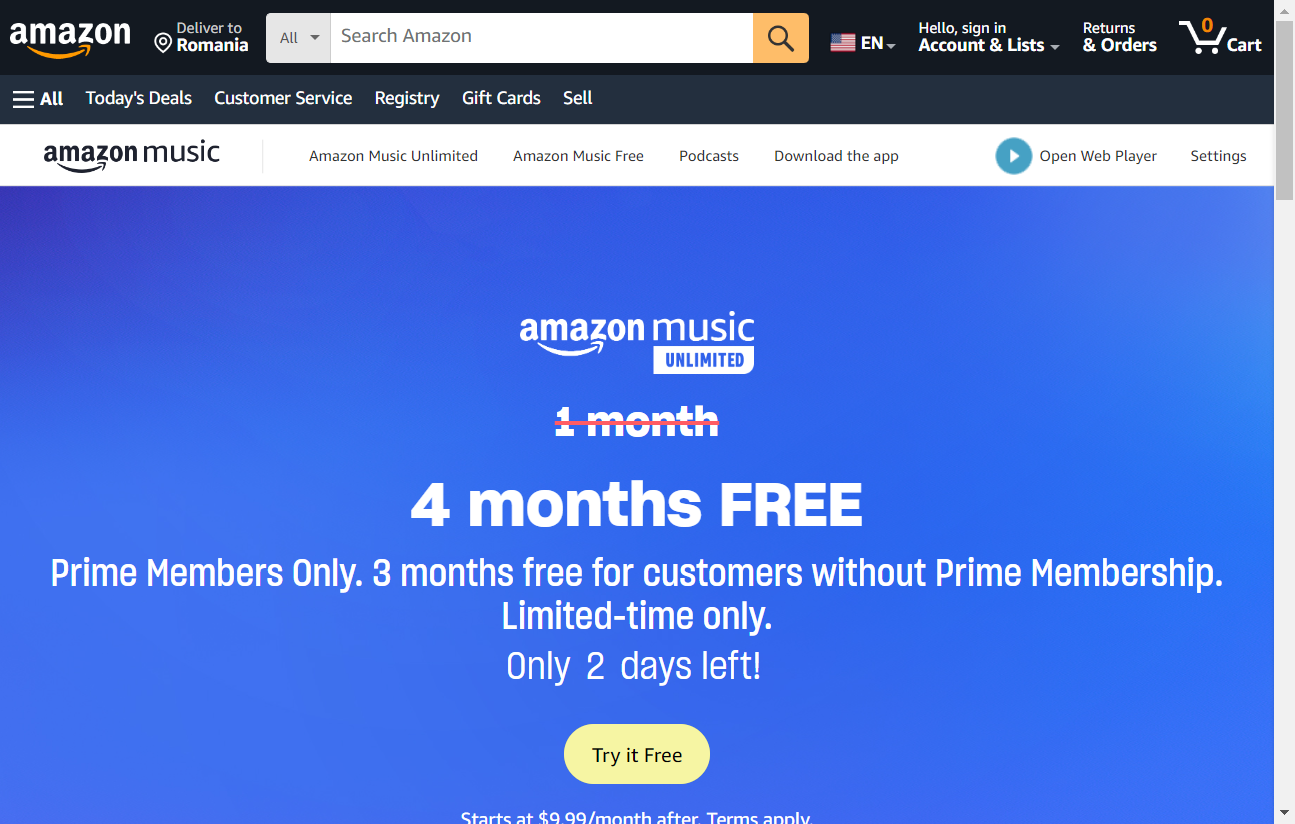 amazon
Deliver to
Romania
All
Search Amazon
EN
Hello, sign in
Account & Lists
Returns
& Orders
0
Cart
All
Today's Deals
Customer Service
Registry
Gift Cards
Sell
amazon music
Amazon Music Unlimited
Amazon Music Free
Podcasts
Download the app
Open Web Player
Settings
amazon music
UNLIMITED
1 month
4 months FREE
Prime Members Only. 3 months free for customers without Prime Membership.
Limited-time only.
Only 2 days left!
Try it Free
Starts at $9.99/month after. Terms apply.